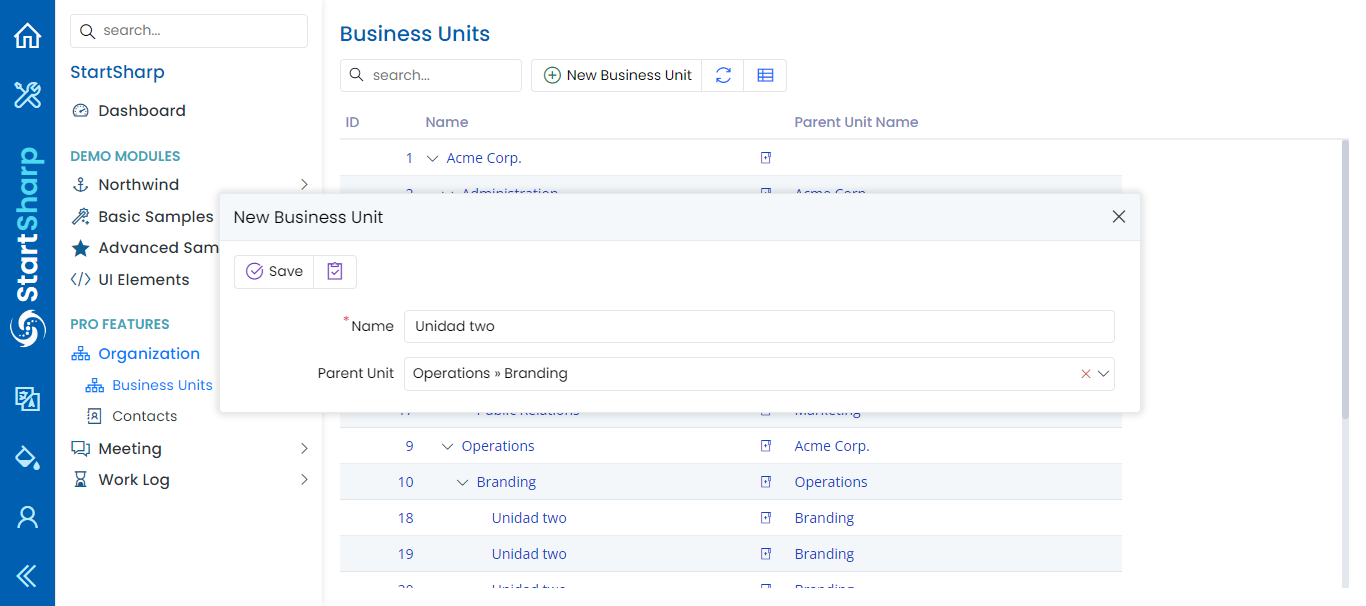 search...
StartSharp
Dashboard
DEMO MODULES
Northwind
Basic Samples
Advanced Sam
UI Elements
PRO FEATURES
Organization
Business Units
Contacts
Meeting
Work Log
StartSharp
Business Units
search...
New Business Unit
ID Name Parent Unit Name
1 Acme Corp.
2 Administration Acme Corp.
New Business Unit
Save
*Name Unidad two
Parent Unit Operations » Branding
17 Public Relations Marketing
9 Operations Acme Corp.
10 Branding Operations
18 Unidad two Branding
19 Unidad two Branding
20 Unidad two Branding